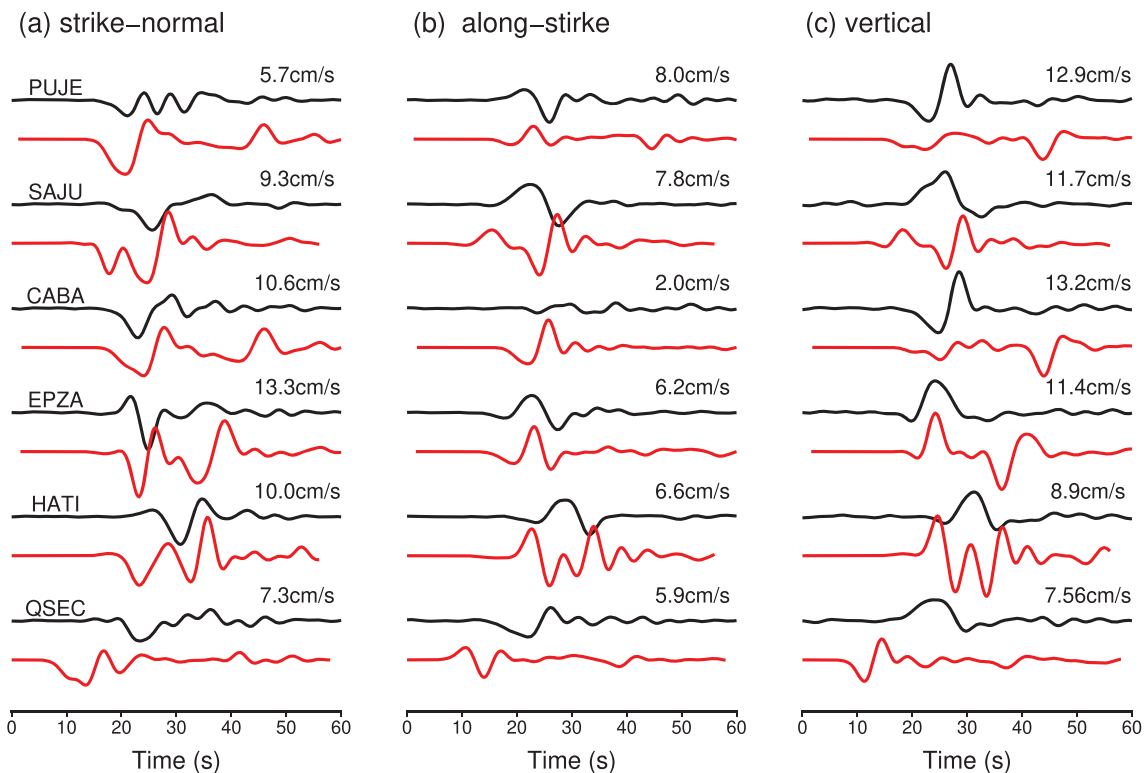 (a) strike−normal
(b) along−stirke
(c) vertical
PUJE 5.7cm/s 8.0cm/s 12.9cm/s
SAJU 9.3cm/s 7.8cm/s 11.7cm/s
CABA 10.6cm/s 2.0cm/s 13.2cm/s
EPZA 13.3cm/s 6.2cm/s 11.4cm/s
HATI 10.0cm/s 6.6cm/s 8.9cm/s
QSEC 7.3cm/s 5.9cm/s 7.56cm/s
0 10 20 30 40 50 60 0 10 20 30 40 50 60 0 10 20 30 40 50 60
Time (s) Time (s) Time (s)